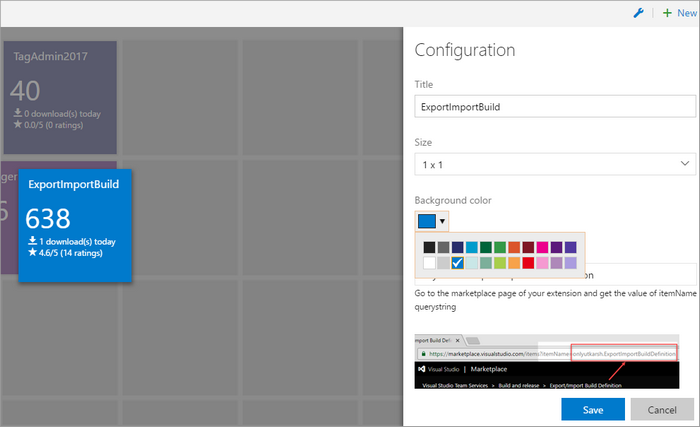 New
TagAdmin2017
40
0 download(s) today
0.0/5 (0 ratings)
ger
ExportImportBuild
638
1 download(s) today
4.6/5 (14 ratings)
Configuration
Title
ExportImportBuild
Size
1 x 1
Background color
on
Go to the marketplace page of your extension and get the value of itemName
querystring
mport Build Defi
https://marketplace.visualstudio.com/items?itemName=onlyutkarsh.ExportImportBuildDefinition
Visual Studio | Marketplace
Visual Studio Team Services > Build and release > Export/Import Build Definition
Save
Cancel